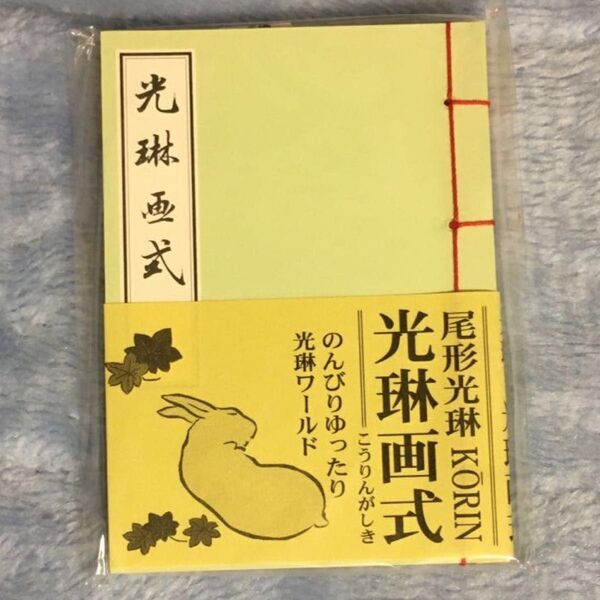 光琳画式
尾形光琳 KŌRIN
光琳画式
こうりんがしき
のんびりゆったり
光琳ワールド